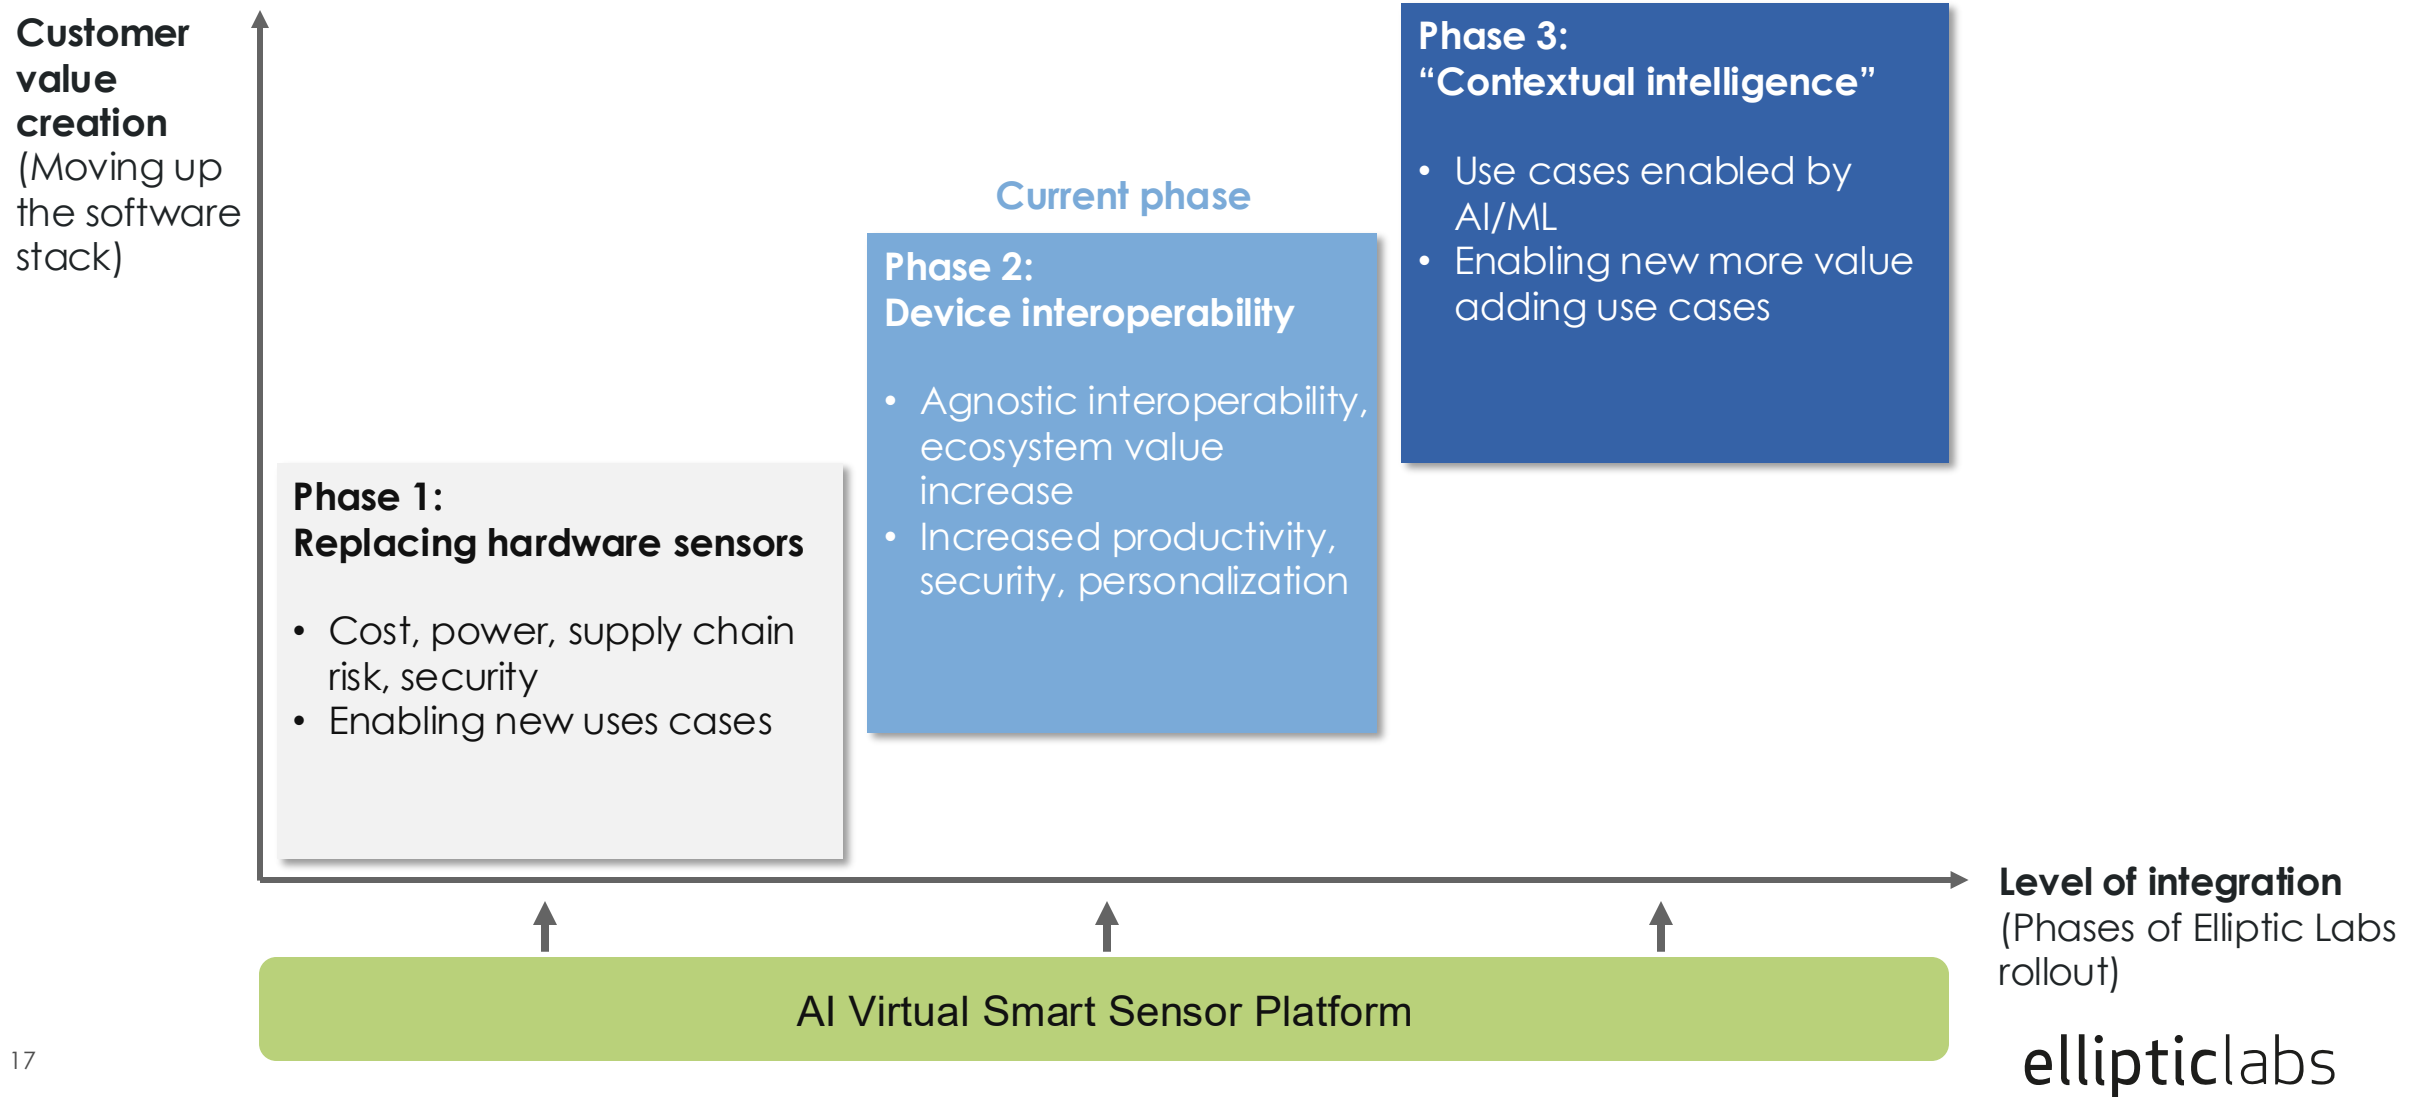 Customer
value
creation
(Moving up
the software
stack)
Phase 3:
“Contextual intelligence”
• Use cases enabled by
AI/ML
• Enabling new more value
adding use cases
Current phase
Phase 2:
Device interoperability
• Agnostic interoperability,
ecosystem value
increase
• Increased productivity,
security, personalization
Phase 1:
Replacing hardware sensors
• Cost, power, supply chain
risk, security
• Enabling new uses cases
Level of integration
(Phases of Elliptic Labs
rollout)
AI Virtual Smart Sensor Platform
17
ellipticlabs